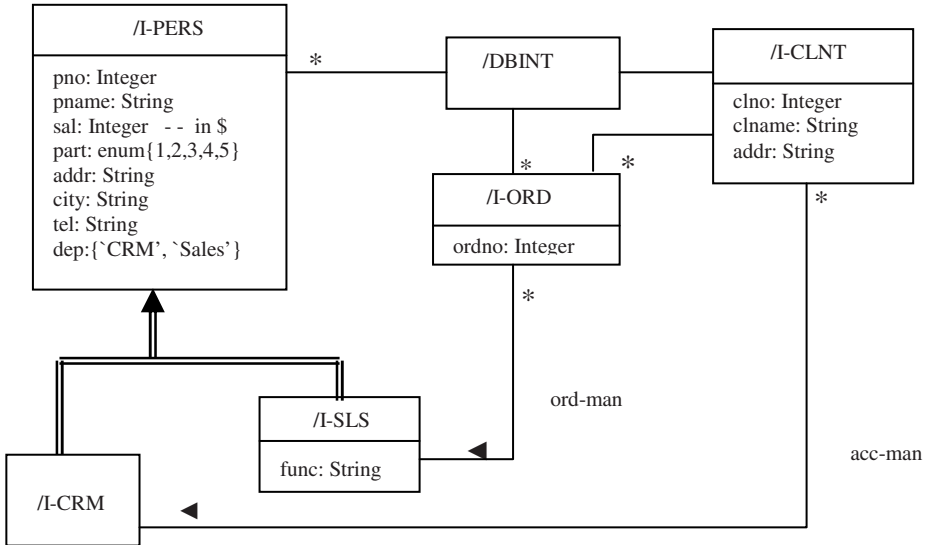 /I-PERS
pno: Integer
pname: String
sal: Integer - - in $
part: enum{1,2,3,4,5}
addr: String
city: String
tel: String
dep:{`CRM’, `Sales’}
*
/DBINT
/I-CLNT
clno: Integer
clname: String
addr: String
*
*
*
/I-ORD
ordno: Integer
*
ord-man
acc-man
/I-SLS
func: String
/I-CRM